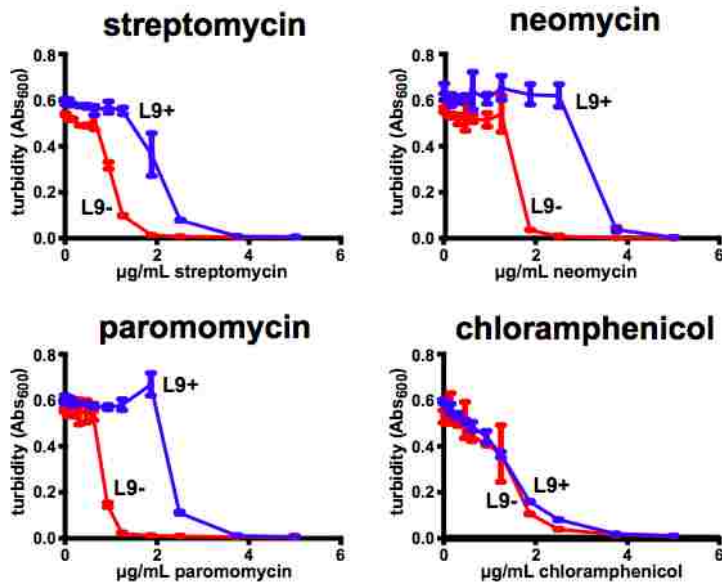 streptomycin
turbidity (Abs600)
0.8
0.6
0.4
0.2
0.0
L9+
L9-
0 2 4 6
µg/mL streptomycin
neomycin
turbidity (Abs600)
0.8
0.6
0.4
0.2
0.0
L9+
L9-
0 2 4 6
µg/mL neomycin
paromomycin
turbidity (Abs600)
0.8
0.6
0.4
0.2
0.0
L9+
L9-
0 2 4 6
µg/mL paromomycin
chloramphenicol
turbidity (Abs600)
0.8
0.6
0.4
0.2
0.0
L9-
L9+
0 2 4 6
µg/mL chloramphenicol